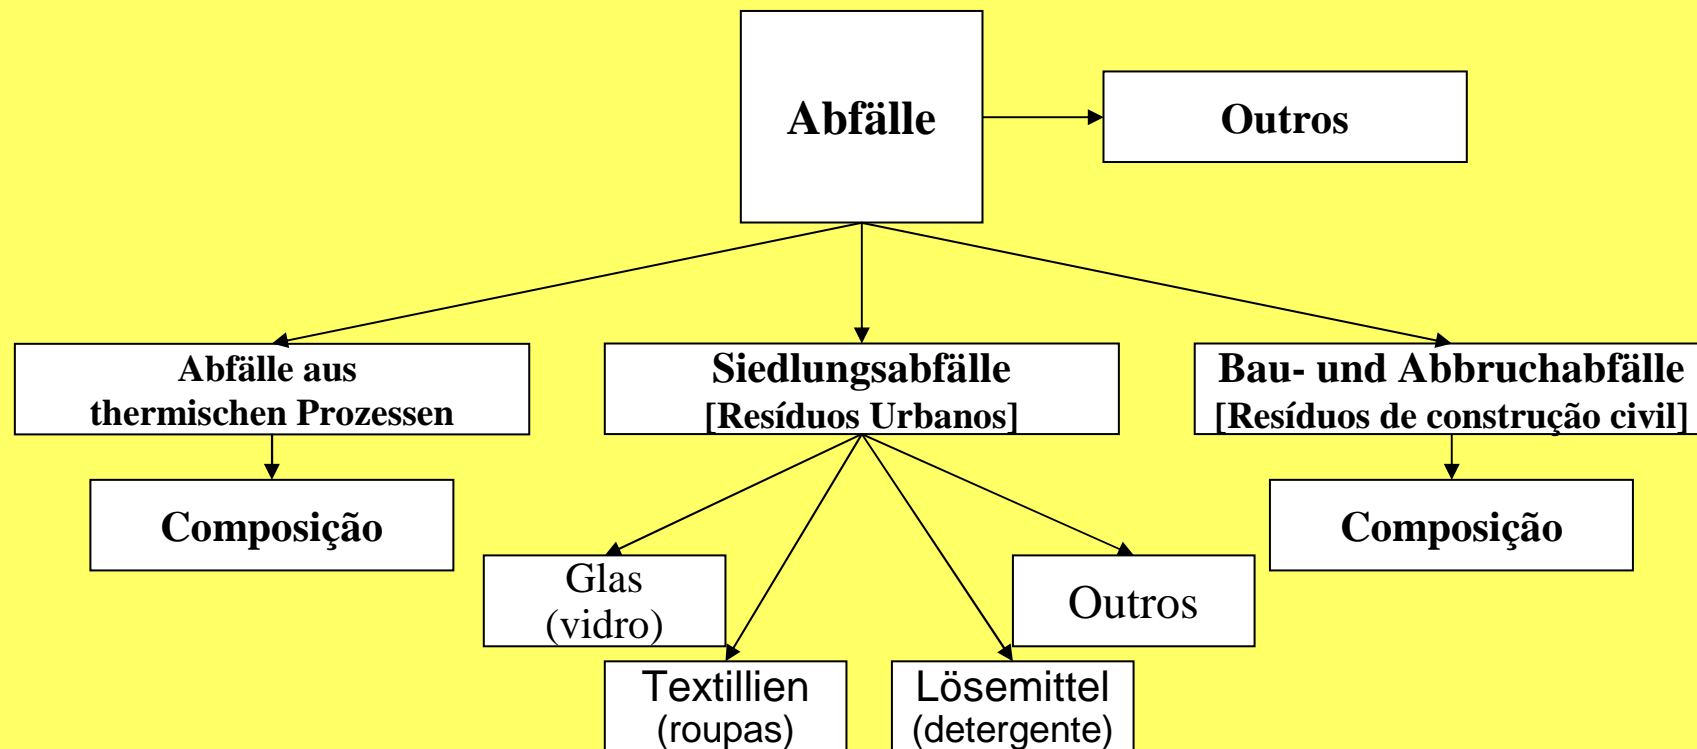 Abfälle
Outros
Abfälle aus
thermischen Prozessen
Siedlungsabfälle
[Resíduos Urbanos]
Bau- und Abbruchabfälle
[Resíduos de construção civil]
Composição
Composição
Glas
(vidro)
Outros
Textillien
(roupas)
Lösemittel
(detergente)